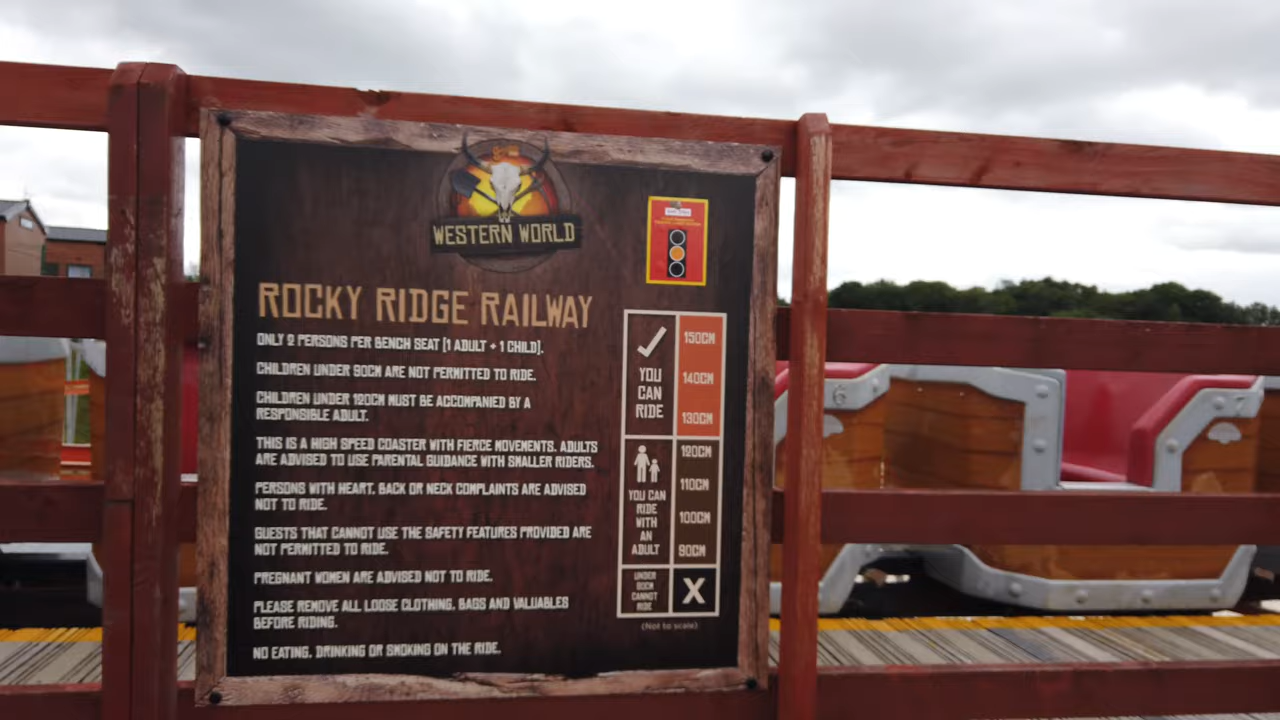 WESTERN WORLD
ROCKY RIDGE RAILWAY
ONLY 2 PERSONS PER BENCH SEAT (1 ADULT + 1 CHILD).
CHILDREN UNDER 90CM ARE NOT PERMITTED TO RIDE.
CHILDREN UNDER 120CM MUST BE ACCOMPANIED BY A
RESPONSIBLE ADULT.
THIS IS A HIGH SPEED COASTER WITH FIERCE MOVEMENTS. ADULTS
ARE ADVISED TO USE PARENTAL GUIDANCE WITH SMALLER RIDERS.
PERSONS WITH HEART, BACK OR NECK COMPLAINTS ARE ADVISED
NOT TO RIDE.
GUESTS THAT CANNOT USE THE SAFETY FEATURES PROVIDED ARE
NOT PERMITTED TO RIDE.
PREGNANT WOMEN ARE ADVISED NOT TO RIDE.
PLEASE REMOVE ALL LOOSE CLOTHING, BAGS AND VALUABLES
BEFORE RIDING.
NO EATING, DRINKING OR SMOKING ON THE RIDE.
YOU
CAN
RIDE
150CM
140CM
130CM
YOU CAN
RIDE
WITH
AN
ADULT
120CM
110CM
100CM
90CM
UNDER
90CM
CANNOT
RIDE
X
(Not to scale)
6
7